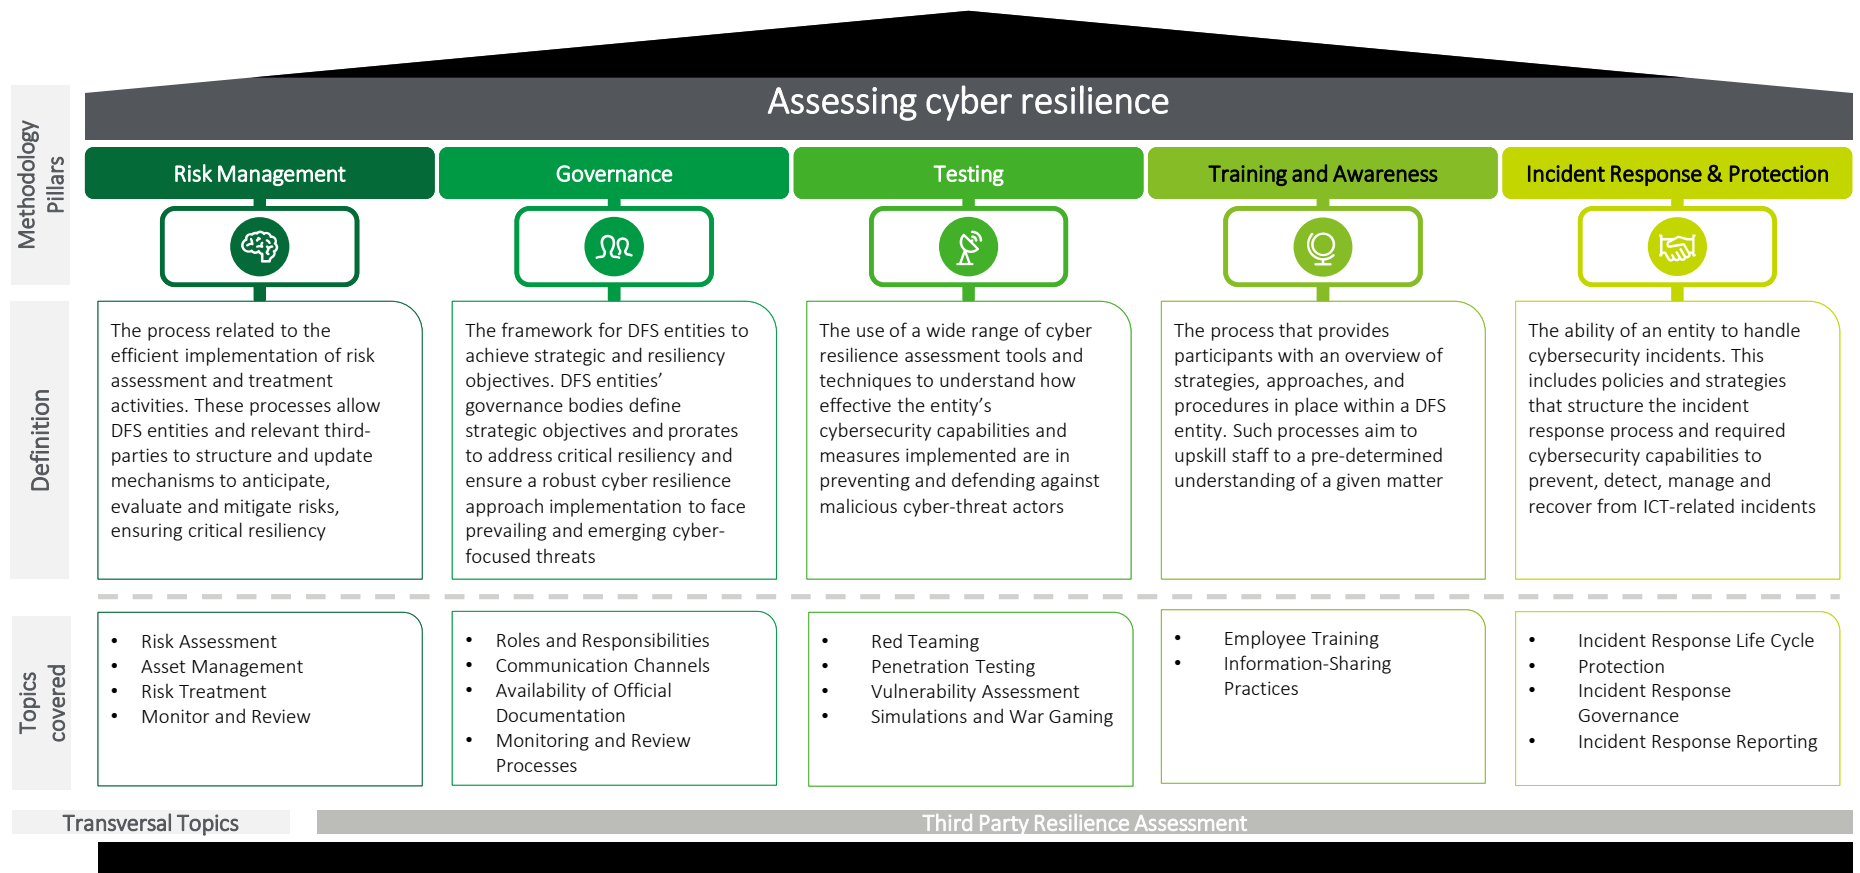 Assessing cyber resilience
Methodology
Pillars
Risk Management
Governance
Testing
Training and Awareness
Incident Response & Protection
Definition
The process related to the
efficient implementation of risk
assessment and treatment
activities. These processes allow
DFS entities and relevant third-
parties to structure and update
mechanisms to anticipate,
evaluate and mitigate risks,
ensuring critical resiliency
The framework for DFS entities to
achieve strategic and resiliency
objectives. DFS entities’
governance bodies define
strategic objectives and prorates
to address critical resiliency and
ensure a robust cyber resilience
approach implementation to face
prevailing and emerging cyber-
focused threats
The use of a wide range of cyber
resilience assessment tools and
techniques to understand how
effective the entity’s
cybersecurity capabilities and
measures implemented are in
preventing and defending against
malicious cyber-threat actors
The process that provides
participants with an overview of
strategies, approaches, and
procedures in place within a DFS
entity. Such processes aim to
upskill staff to a pre-determined
understanding of a given matter
The ability of an entity to handle
cybersecurity incidents. This
includes policies and strategies
that structure the incident
response process and required
cybersecurity capabilities to
prevent, detect, manage and
recover from ICT-related incidents
Topics
covered
• Risk Assessment
• Asset Management
• Risk Treatment
• Monitor and Review
• Roles and Responsibilities
• Communication Channels
• Availability of Official
Documentation
• Monitoring and Review
Processes
• Red Teaming
• Penetration Testing
• Vulnerability Assessment
• Simulations and War Gaming
• Employee Training
• Information-Sharing
Practices
• Incident Response Life Cycle
• Protection
• Incident Response
Governance
• Incident Response Reporting
Transversal Topics
Third Party Resilience Assessment